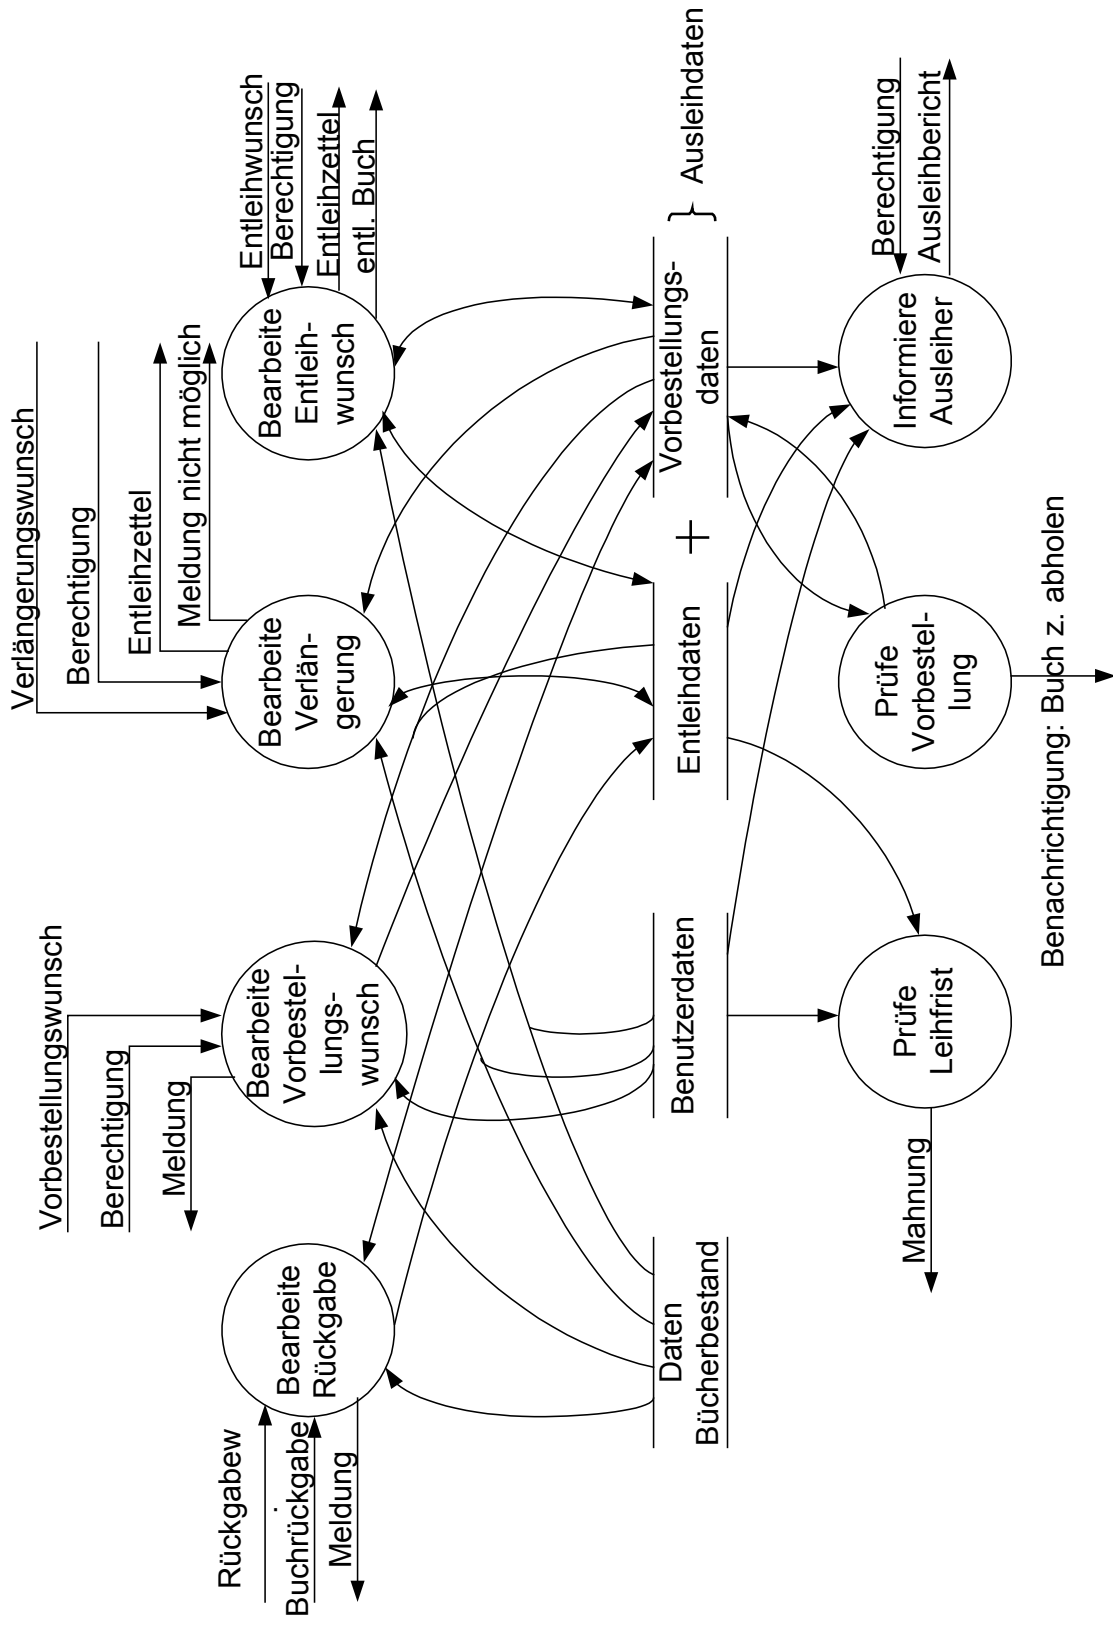 Rückgabew
.
Buchrückgabe
Meldung
Bearbeite
Rückgabe
Vorbestellungswunsch
Berechtigung
Meldung
Bearbeite
Vorbestel-
lungs-
wunsch
Verlängerungswunsch
Berechtigung
Entleihzettel
Meldung nicht möglich
Bearbeite
Verlän-
gerung
Entleihwunsch
Berechtigung
Entleihzettel
entl. Buch
Bearbeite
Entleih-
wunsch
Daten
Bücherbestand
Benutzerdaten
Entleihdaten
+
Vorbestellungs-
daten
} Ausleihdaten
Mahnung
Prüfe
Leihfrist
Prüfe
Vorbestel-
lung
Benachrichtigung: Buch z. abholen
Informiere
Ausleiher
Berechtigung
Ausleihbericht